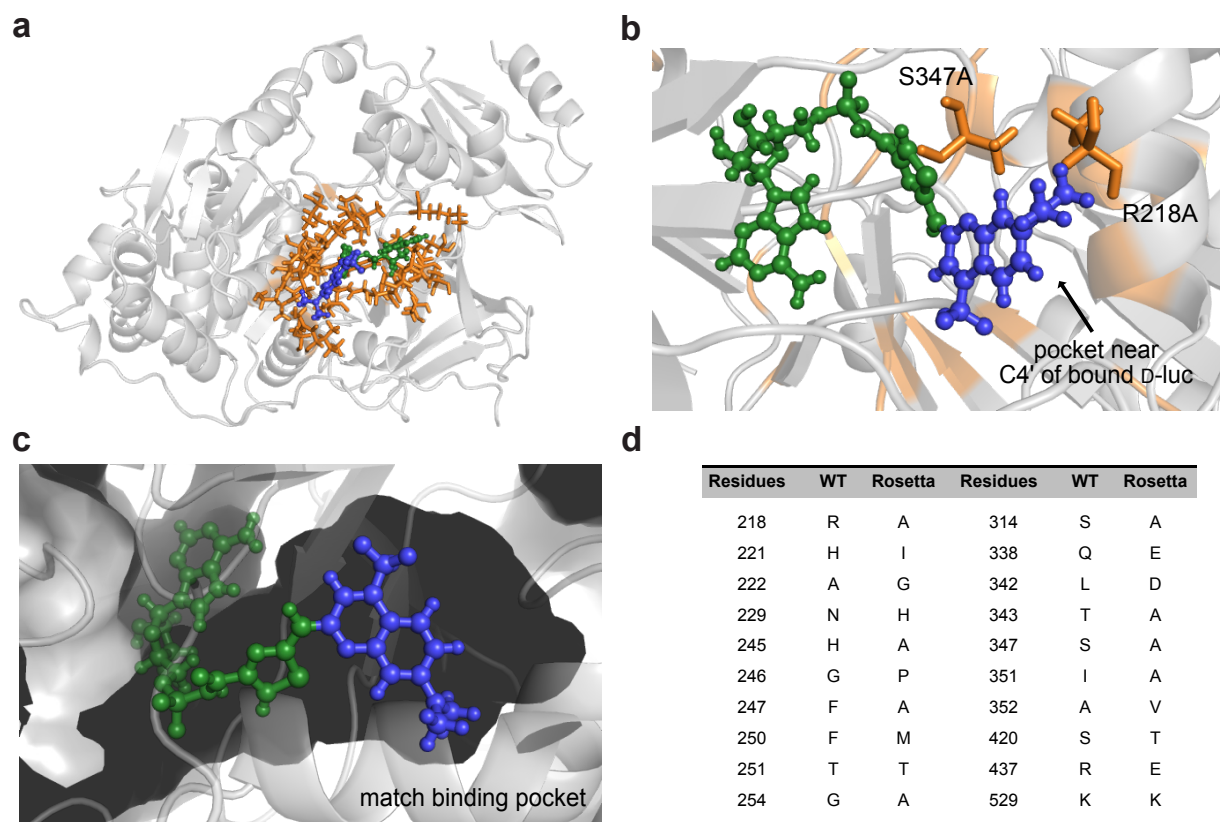 a
b
S347A
R218A
pocket near
C4' of bound D-luc
c
match binding pocket
d
Residues WT Rosetta Residues WT Rosetta
218 R A 314 S A
221 H I 338 Q E
222 A G 342 L D
229 N H 343 T A
245 H A 347 S A
246 G P 351 I A
247 F A 352 A V
250 F M 420 S T
251 T T 437 R E
254 G A 529 K K